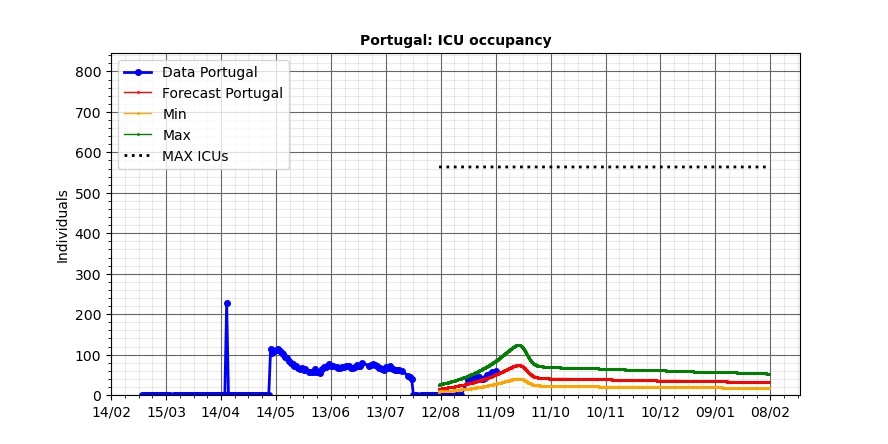 Portugal: ICU occupancy
Data Portugal
Forecast Portugal
Min
Max
MAX ICUs
Individuals
800
700
600
500
400
300
200
100
0
14/02 15/03 14/04 14/05 13/06 13/07 12/08 11/09 11/10 10/11 10/12 09/01 08/02